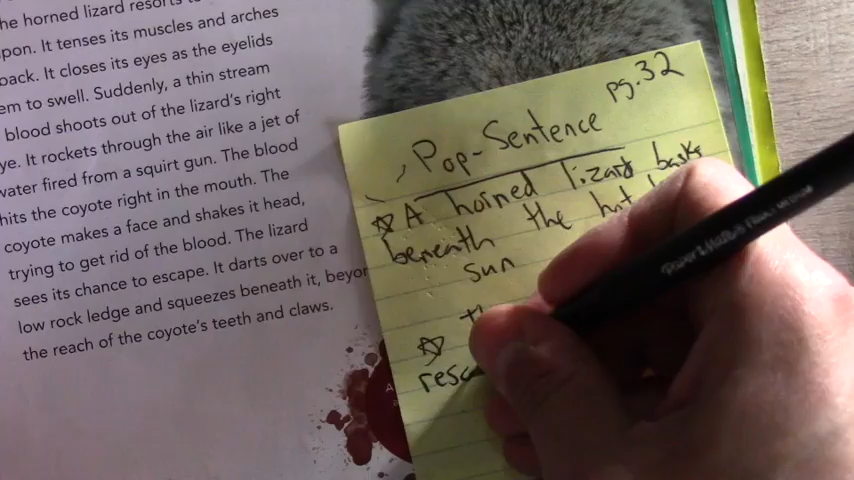 he horned lizard resorts to
pon. It tenses its muscles and arches
back. It closes its eyes as the eyelids
em to swell. Suddenly, a thin stream
blood shoots out of the lizard's right
ye. It rockets through the air like a jet of
water fired from a squirt gun. The blood
hits the coyote right in the mouth. The
coyote makes a face and shakes it head,
trying to get rid of the blood. The lizard
sees its chance to escape. It darts over to a
low rock ledge and squeezes beneath it, beyon
the reach of the coyote's teeth and claws.
pg. 32
Pop-Sentence
A horned lizard basks
beneath the hot
sun